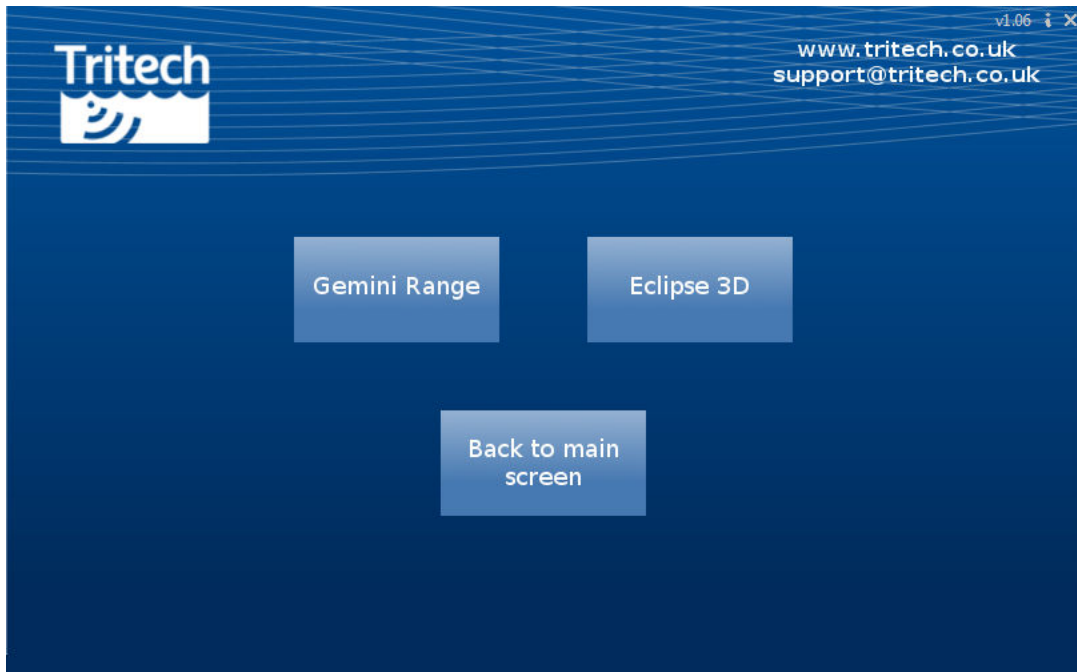 v1.06
Tritech
www.tritech.co.uk
support@tritech.co.uk
Gemini Range
Eclipse 3D
Back to main
screen